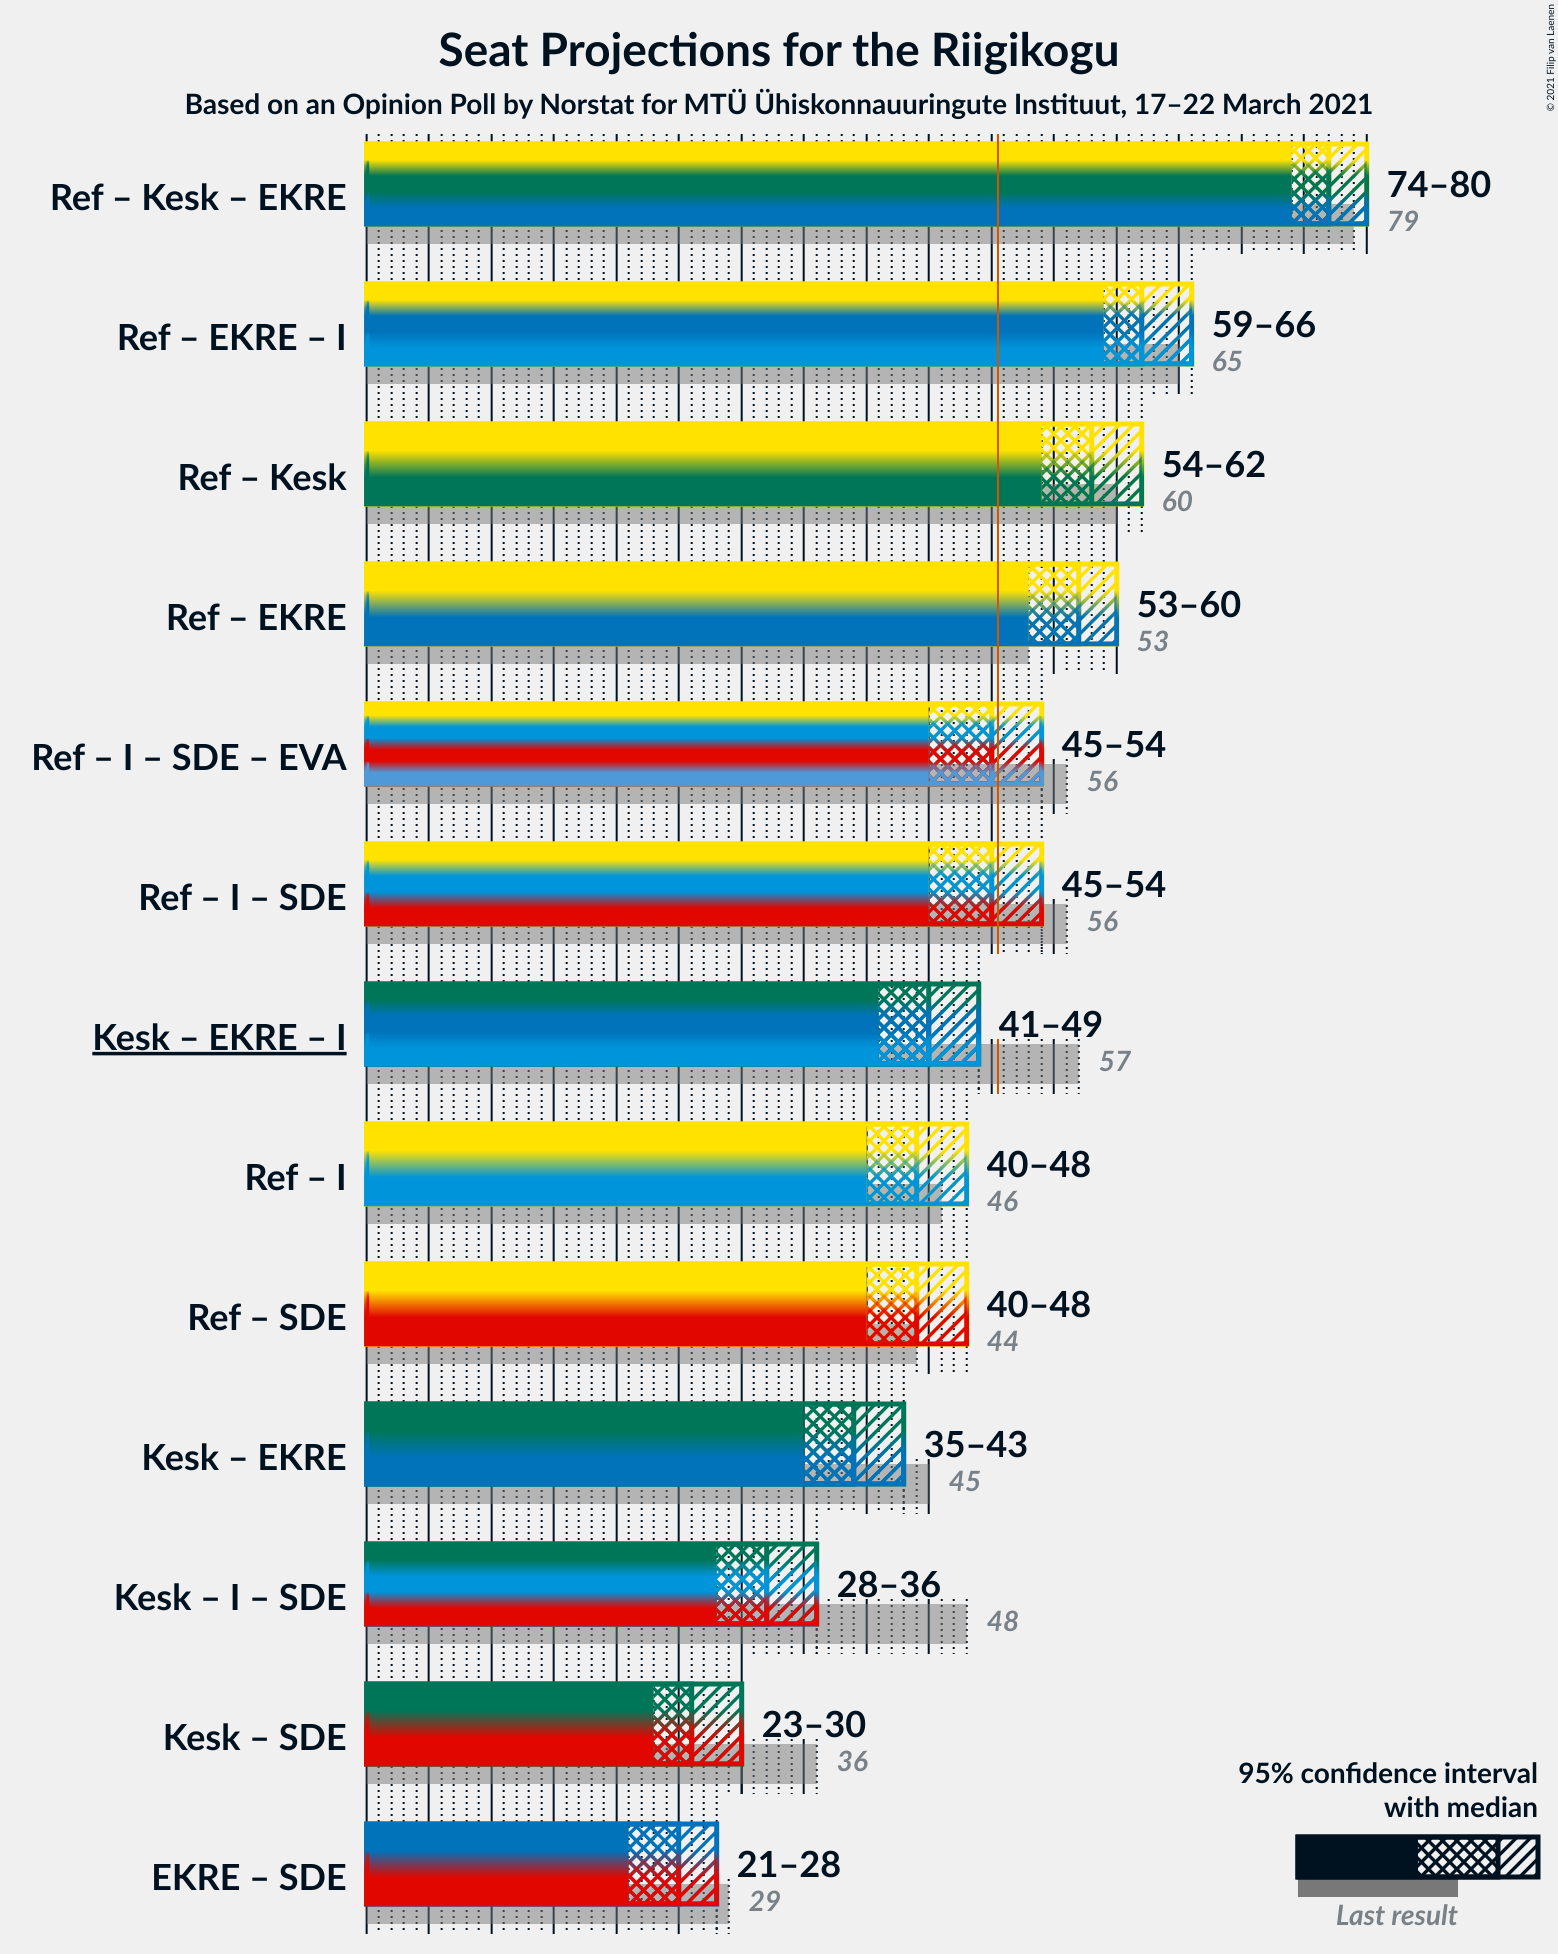 Seat Projections for the Riigikogu
Based on an Opinion Poll by Norstat for MTÜ Ühiskonnauuringute Instituut, 17–22 March 2021
© 2021 Filip van Laenen
Ref – Kesk – EKRE
74–80
79
Ref – EKRE – I
59–66
65
Ref – Kesk
54–62
60
Ref – EKRE
53–60
53
Ref – I – SDE – EVA
45–54
56
Ref – I – SDE
45–54
56
Kesk – EKRE – I
41–49
57
Ref – I
40–48
46
Ref – SDE
40–48
44
Kesk – EKRE
35–43
45
Kesk – I – SDE
28–36
48
Kesk – SDE
23–30
36
EKRE – SDE
21–28
29
95% confidence interval
with median
Last result